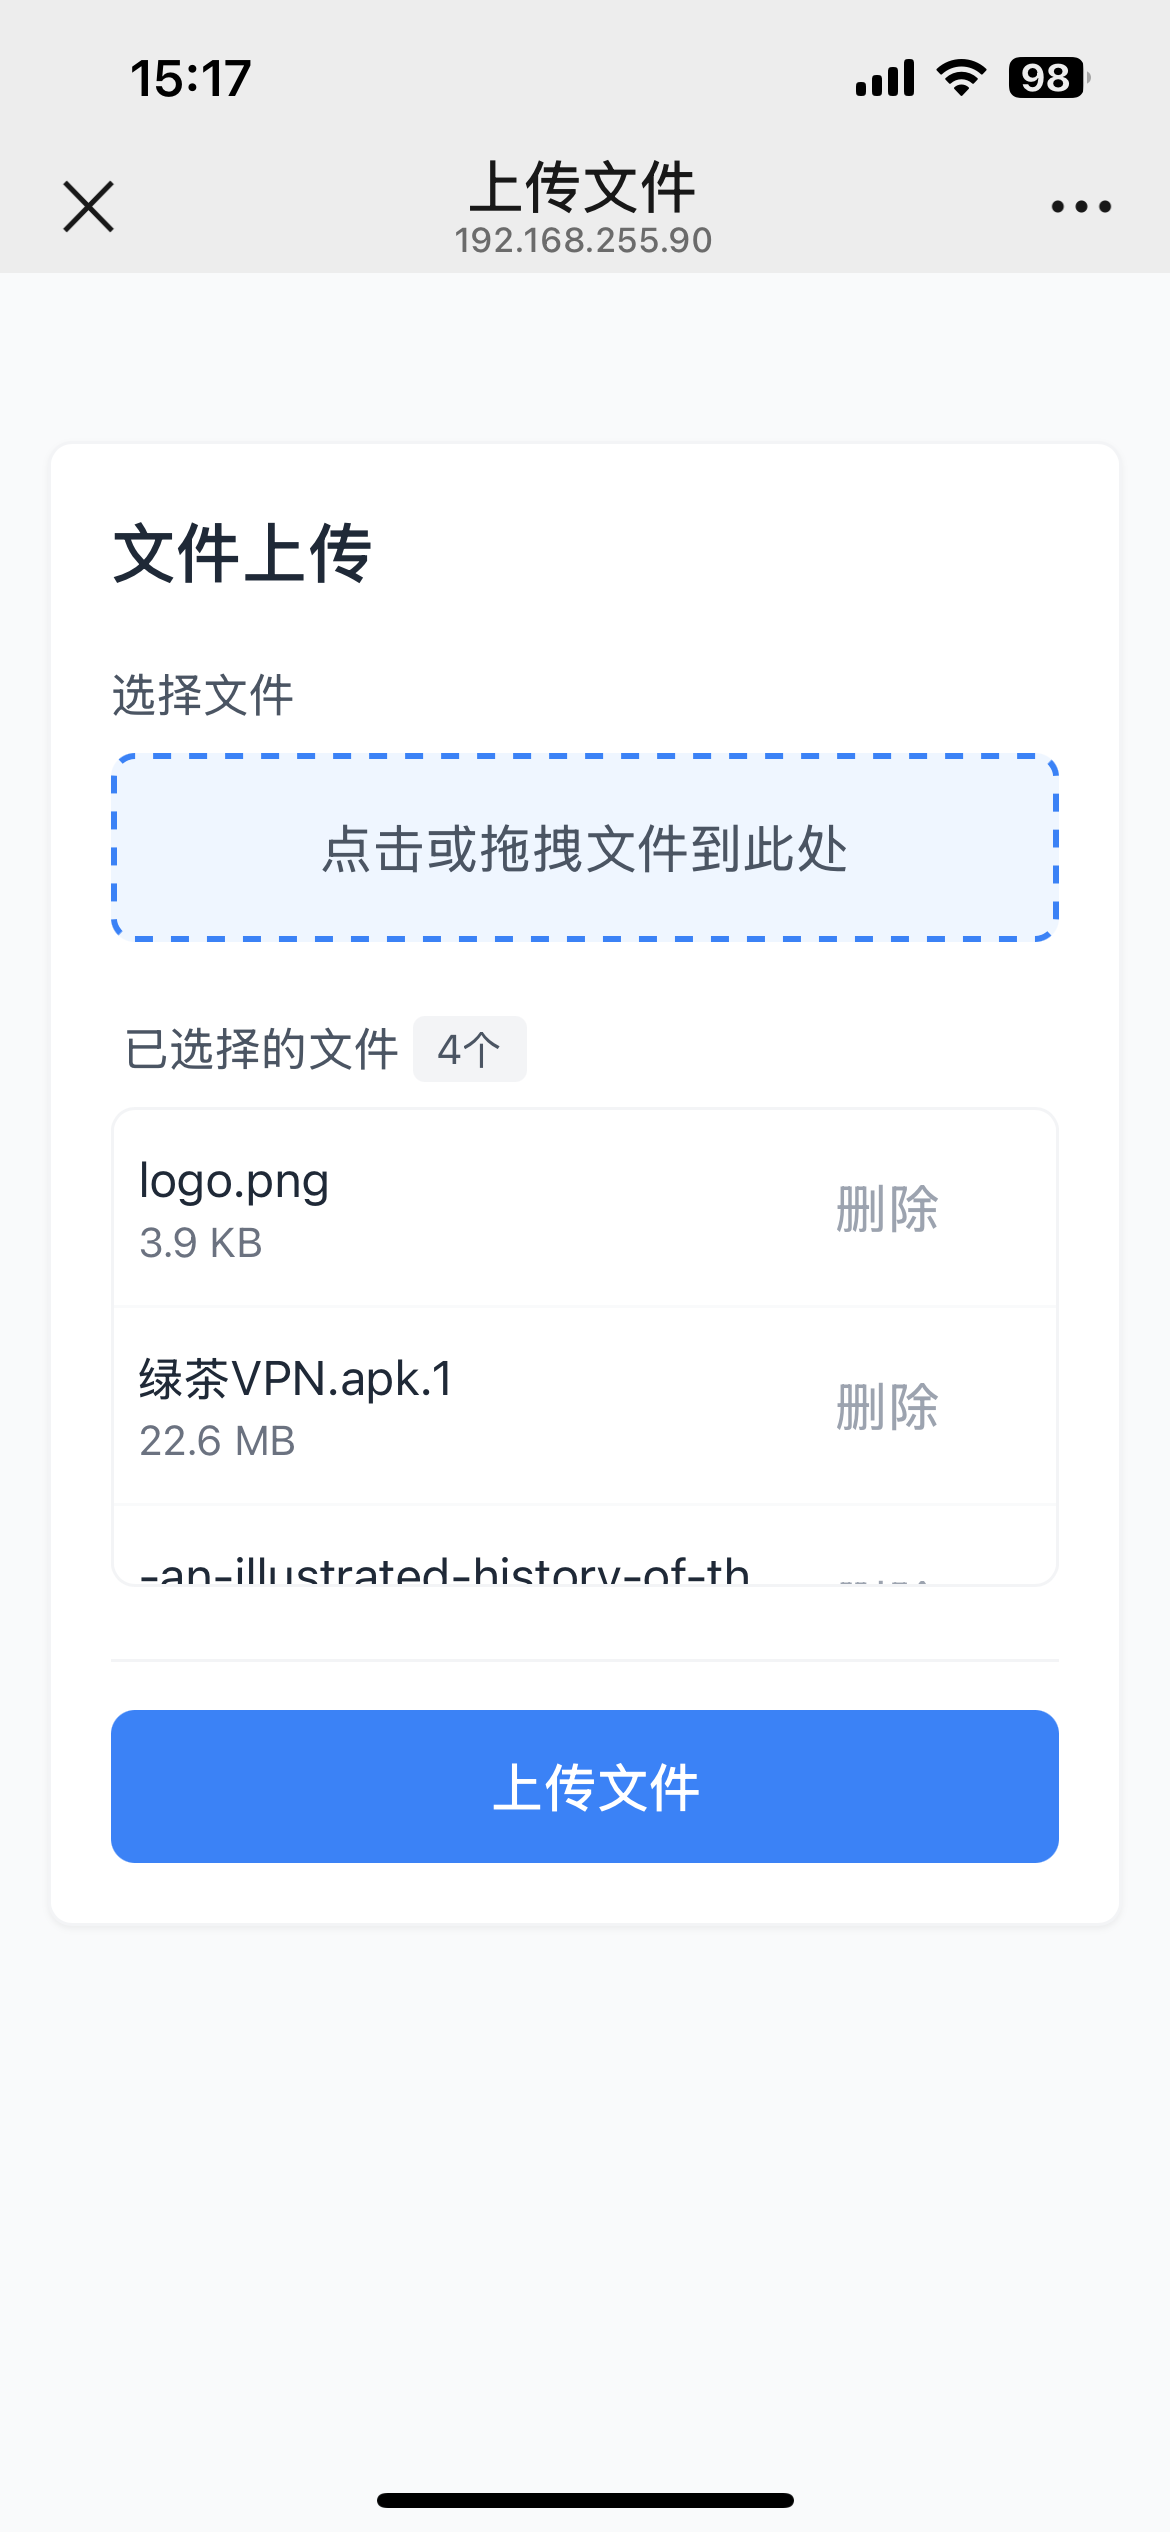 15:17
98
上传文件
192.168.255.90
文件上传
选择文件
点击或拖拽文件到此处
已选择的文件 4个
logo.png
删除
3.9 KB
绿茶VPN.apk.1
删除
22.6 MB
-an-illustrated-history-of-th
上传文件